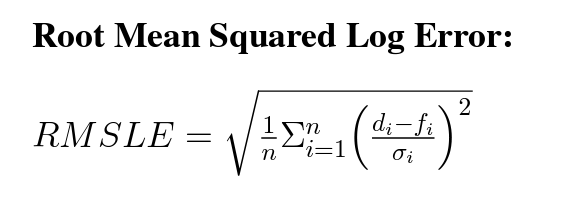 Root Mean Squared Log Error:
$RMSLE = \sqrt{\frac{1}{n} \Sigma_{i=1}^{n} \left( \frac{d_i - f_i}{\sigma_i} \right)^2}$